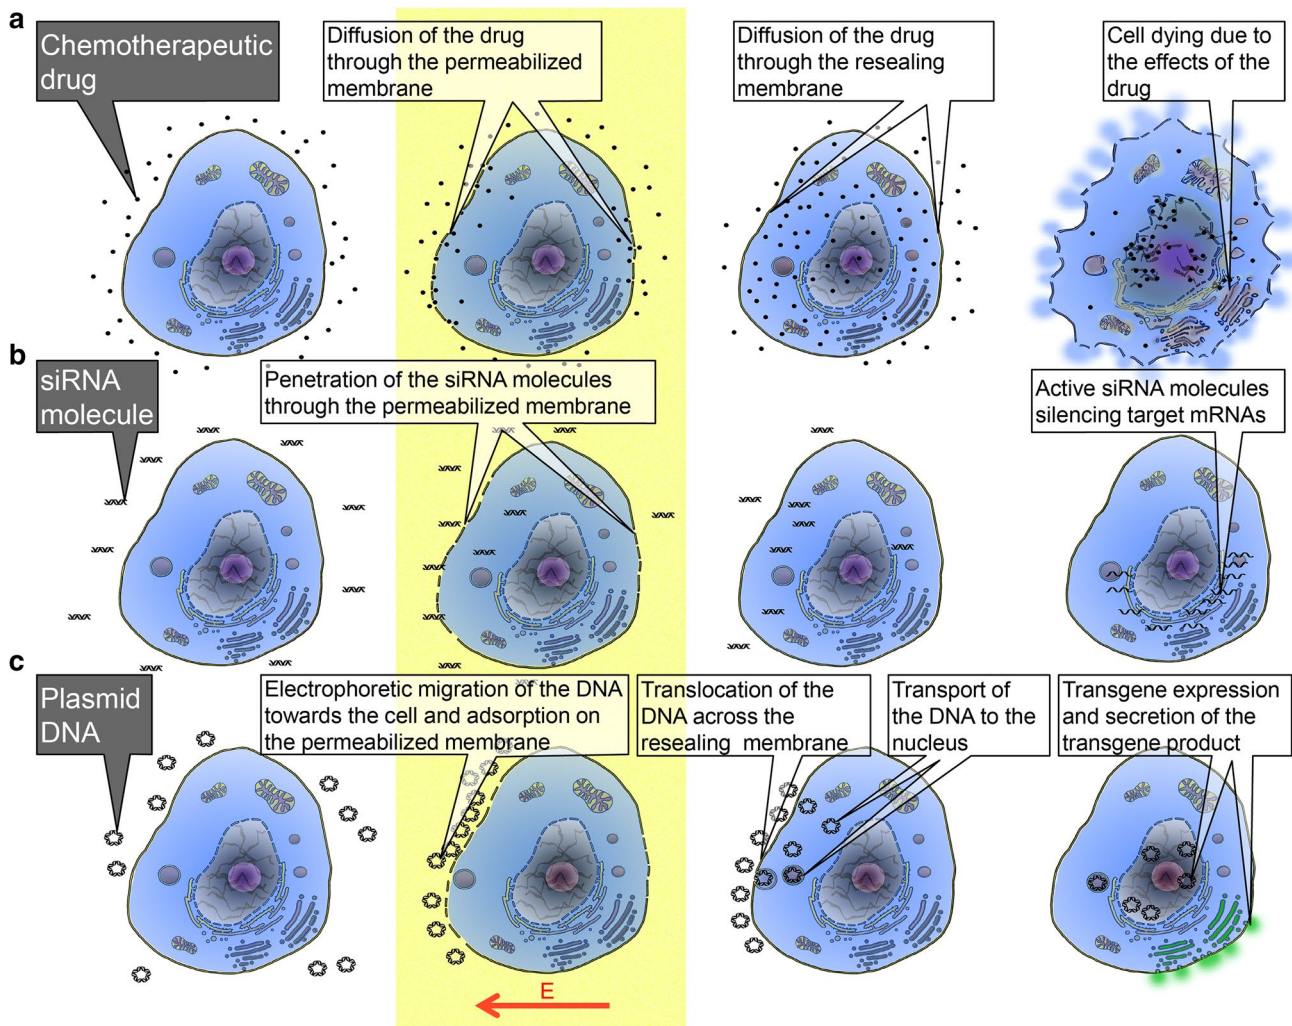 a
Chemotherapeutic
drug
Diffusion of the drug
through the permeabilized
membrane
Diffusion of the drug
through the resealing
membrane
Cell dying due to
the effects of the
drug
b
siRNA
molecule
Penetration of the siRNA molecules
through the permeabilized membrane
Active siRNA molecules
silencing target mRNAs
c
Plasmid
DNA
Electrophoretic migration of the DNA
towards the cell and adsorption on
the permeabilized membrane
Translocation of the
DNA across the
resealing membrane
Transport of
the DNA to the
nucleus
Transgene expression
and secretion of the
transgene product
E